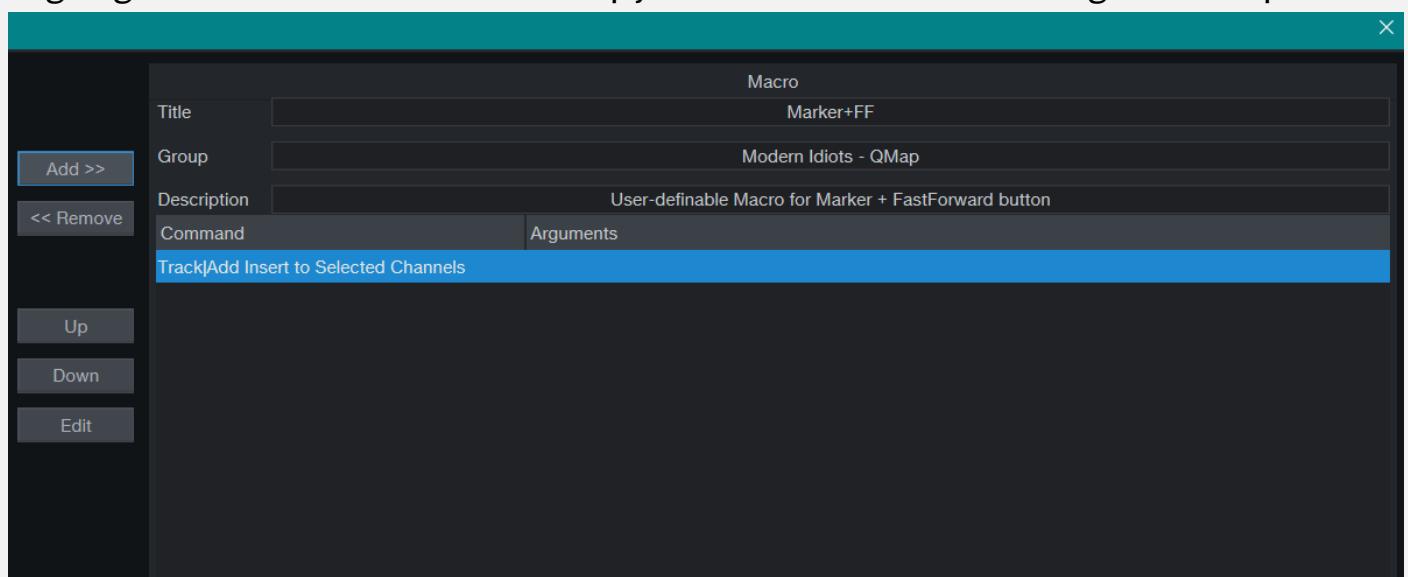 Macro
Title Marker+FF
Add >> Group Modern Idiots - QMap
Description User-definable Macro for Marker + FastForward button
<< Remove
Command Arguments
Track|Add Insert to Selected Channels
Up
Down
Edit